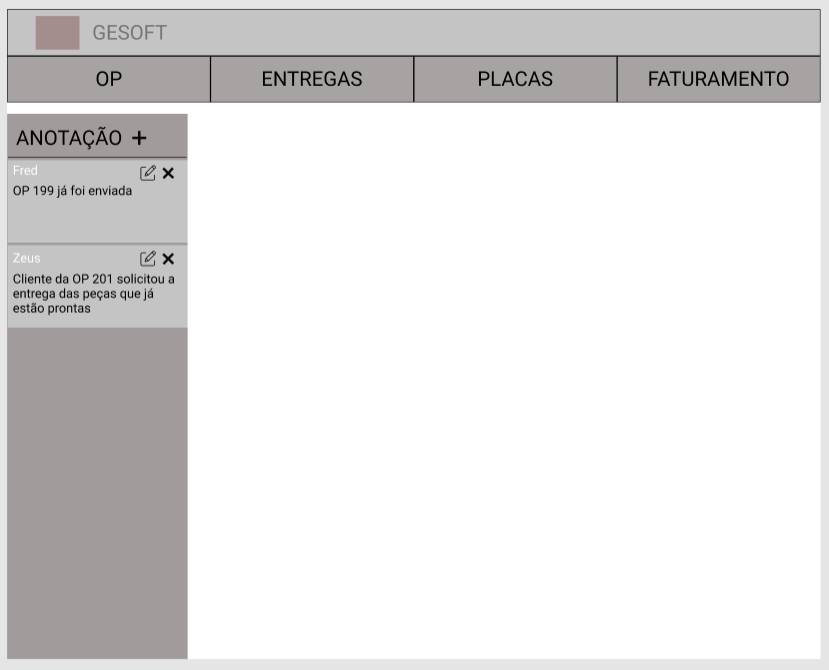 GESOFT
OP
ENTREGAS
PLACAS
FATURAMENTO
ANOTAÇÃO +
Fred
OP 199 já foi enviada
Zeus
Cliente da OP 201 solicitou a
entrega das peças que já
estão prontas